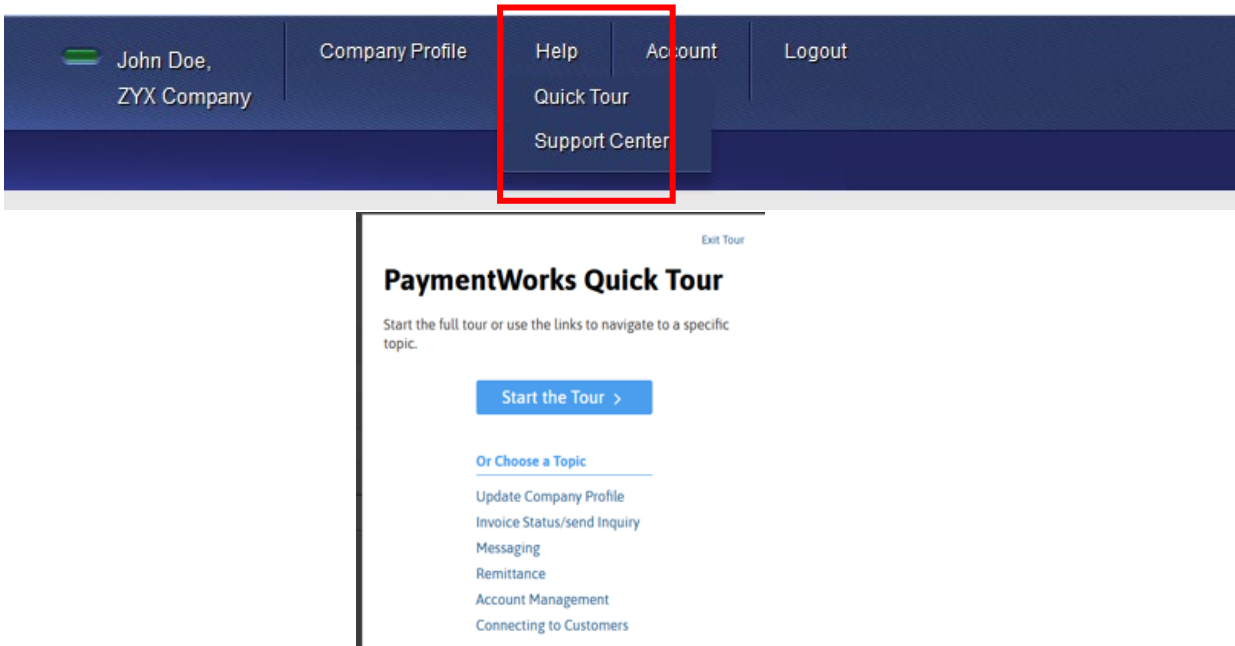 John Doe,
ZYX Company
Company Profile
Help
Account
Logout
Quick Tour
Support Center
Exit Tour
PaymentWorks Quick Tour
Start the full tour or use the links to navigate to a specific
topic.
Start the Tour >
Or Choose a Topic
Update Company Profile
Invoice Status/send Inquiry
Messaging
Remittance
Account Management
Connecting to Customers